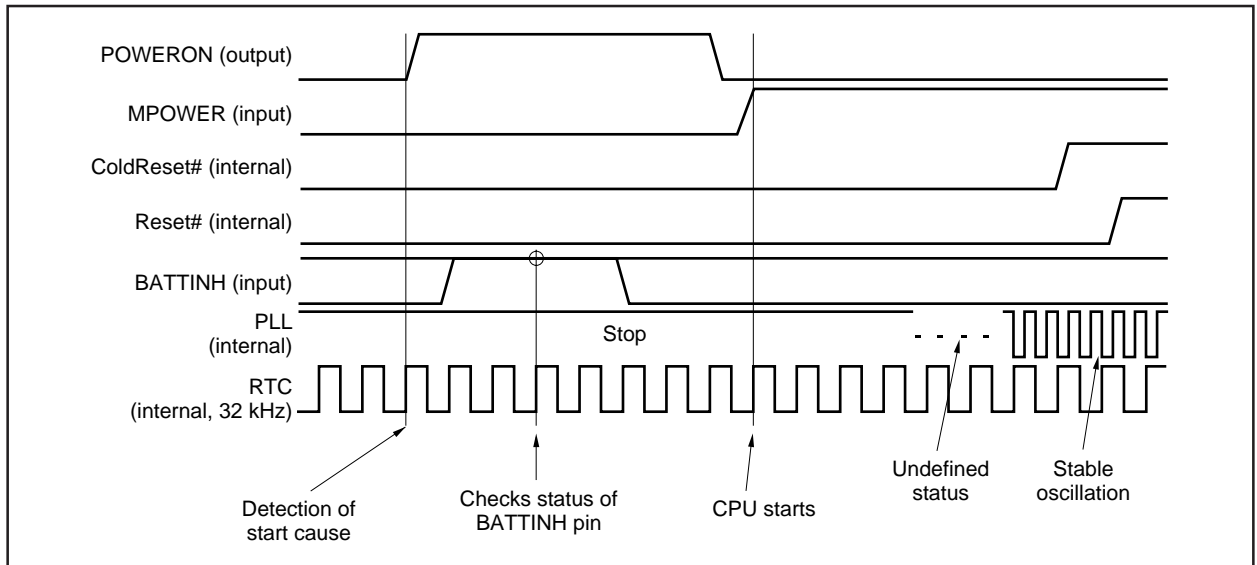 POWERON (output)
MPOWER (input)
ColdReset# (internal)
Reset# (internal)
BATTINH (input)
PLL
(internal)
Stop
RTC
(internal, 32 kHz)
Detection of
start cause
Checks status of
BATTINH pin
CPU starts
Undefined
status
Stable
oscillation